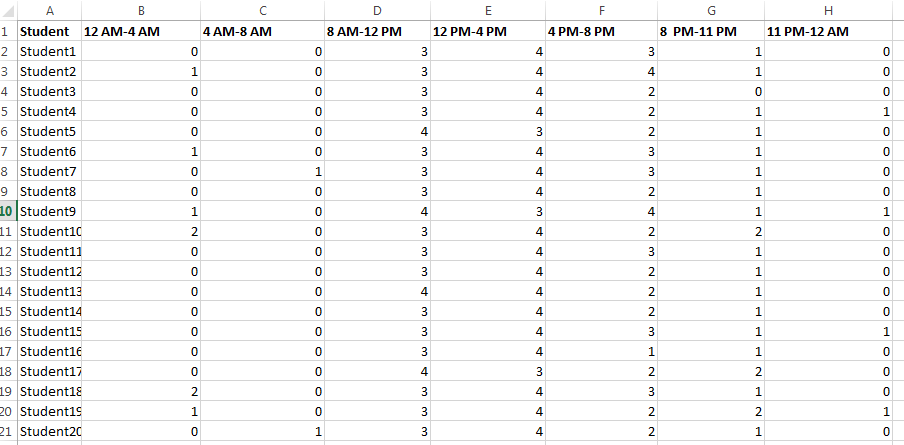 A B C D E F G H
1 Student 12 AM-4 AM 4 AM-8 AM 8 AM-12 PM 12 PM-4 PM 4 PM-8 PM 8 PM-11 PM 11 PM-12 AM
2 Student1 0 0 3 4 3 1 0
3 Student2 1 0 3 4 4 1 0
4 Student3 0 0 3 4 2 0 0
5 Student4 0 0 3 4 2 1 1
6 Student5 0 0 4 3 2 1 0
7 Student6 1 0 3 4 3 1 0
8 Student7 0 1 3 4 3 1 0
9 Student8 0 0 3 4 2 1 0
10 Student9 1 0 4 3 4 1 1
11 Student10 2 0 3 4 2 2 0
12 Student11 0 0 3 4 3 1 0
13 Student12 0 0 3 4 2 1 0
14 Student13 0 0 4 4 2 1 0
15 Student14 0 0 3 4 2 1 0
16 Student15 0 0 3 4 3 1 1
17 Student16 0 0 3 4 1 1 0
18 Student17 0 0 4 3 2 2 0
19 Student18 2 0 3 4 3 1 0
20 Student19 1 0 3 4 2 2 1
21 Student20 0 1 3 4 2 1 0